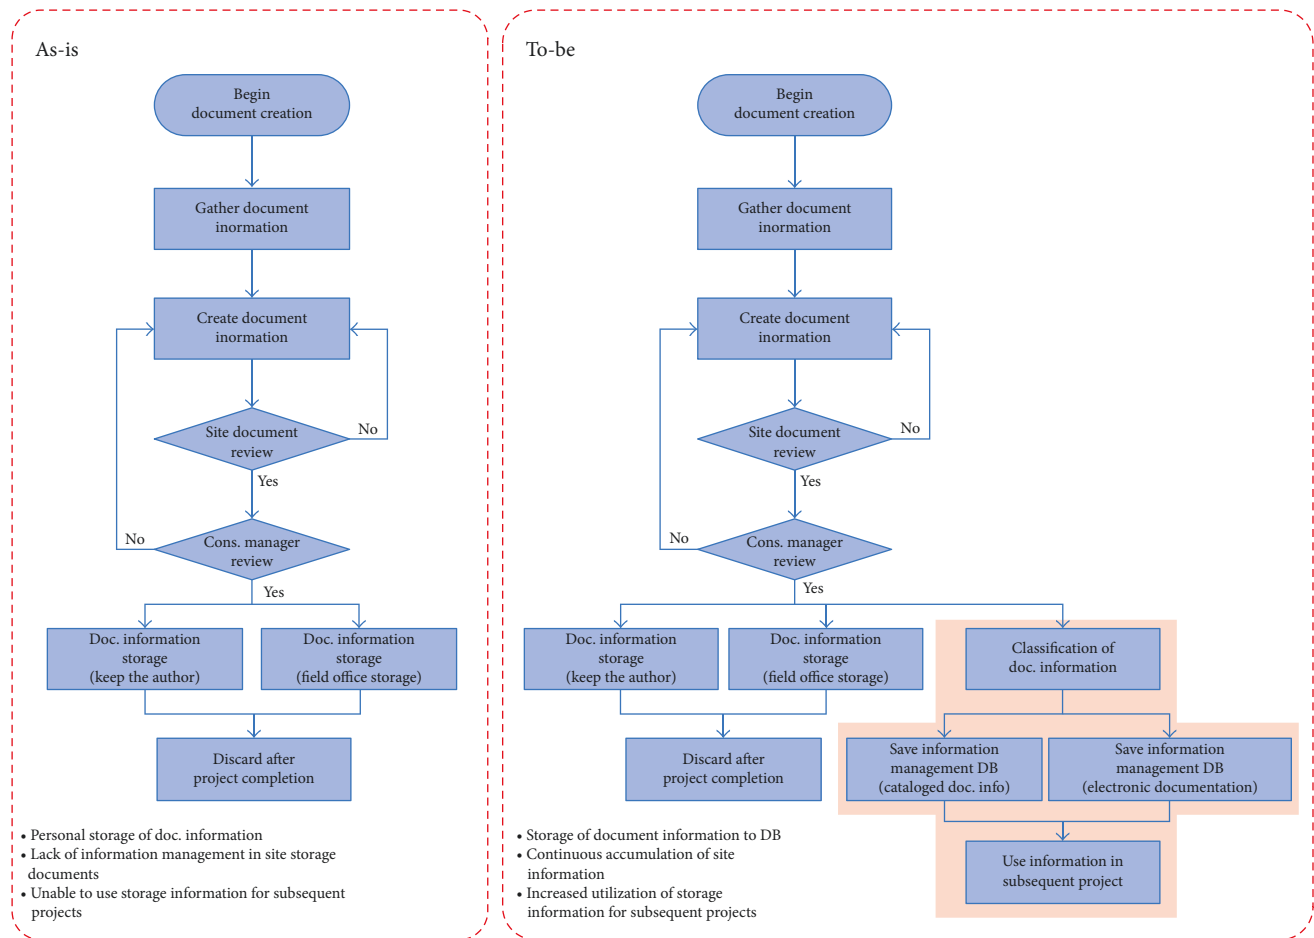 As-is
Begin
document creation
Gather document
inormation
Create document
inormation
Site document
review
No
Yes
Cons. manager
review
No
Yes
Doc. information
storage
(keep the author)
Doc. information
storage
(field office storage)
Discard after
project completion
• Personal storage of doc. information
• Lack of information management in site storage
documents
• Unable to use storage information for subsequent
projects
To-be
Begin
document creation
Gather document
inormation
Create document
inormation
Site document
review
No
Yes
Cons. manager
review
No
Yes
Doc. information
storage
(keep the author)
Doc. information
storage
(field office storage)
Classification of
doc. information
Discard after
project completion
Save information
management DB
(cataloged doc. info)
Save information
management DB
(electronic documentation)
Use information in
subsequent project
• Storage of document information to DB
• Continuous accumulation of site
information
• Increased utilization of storage
information for subsequent projects